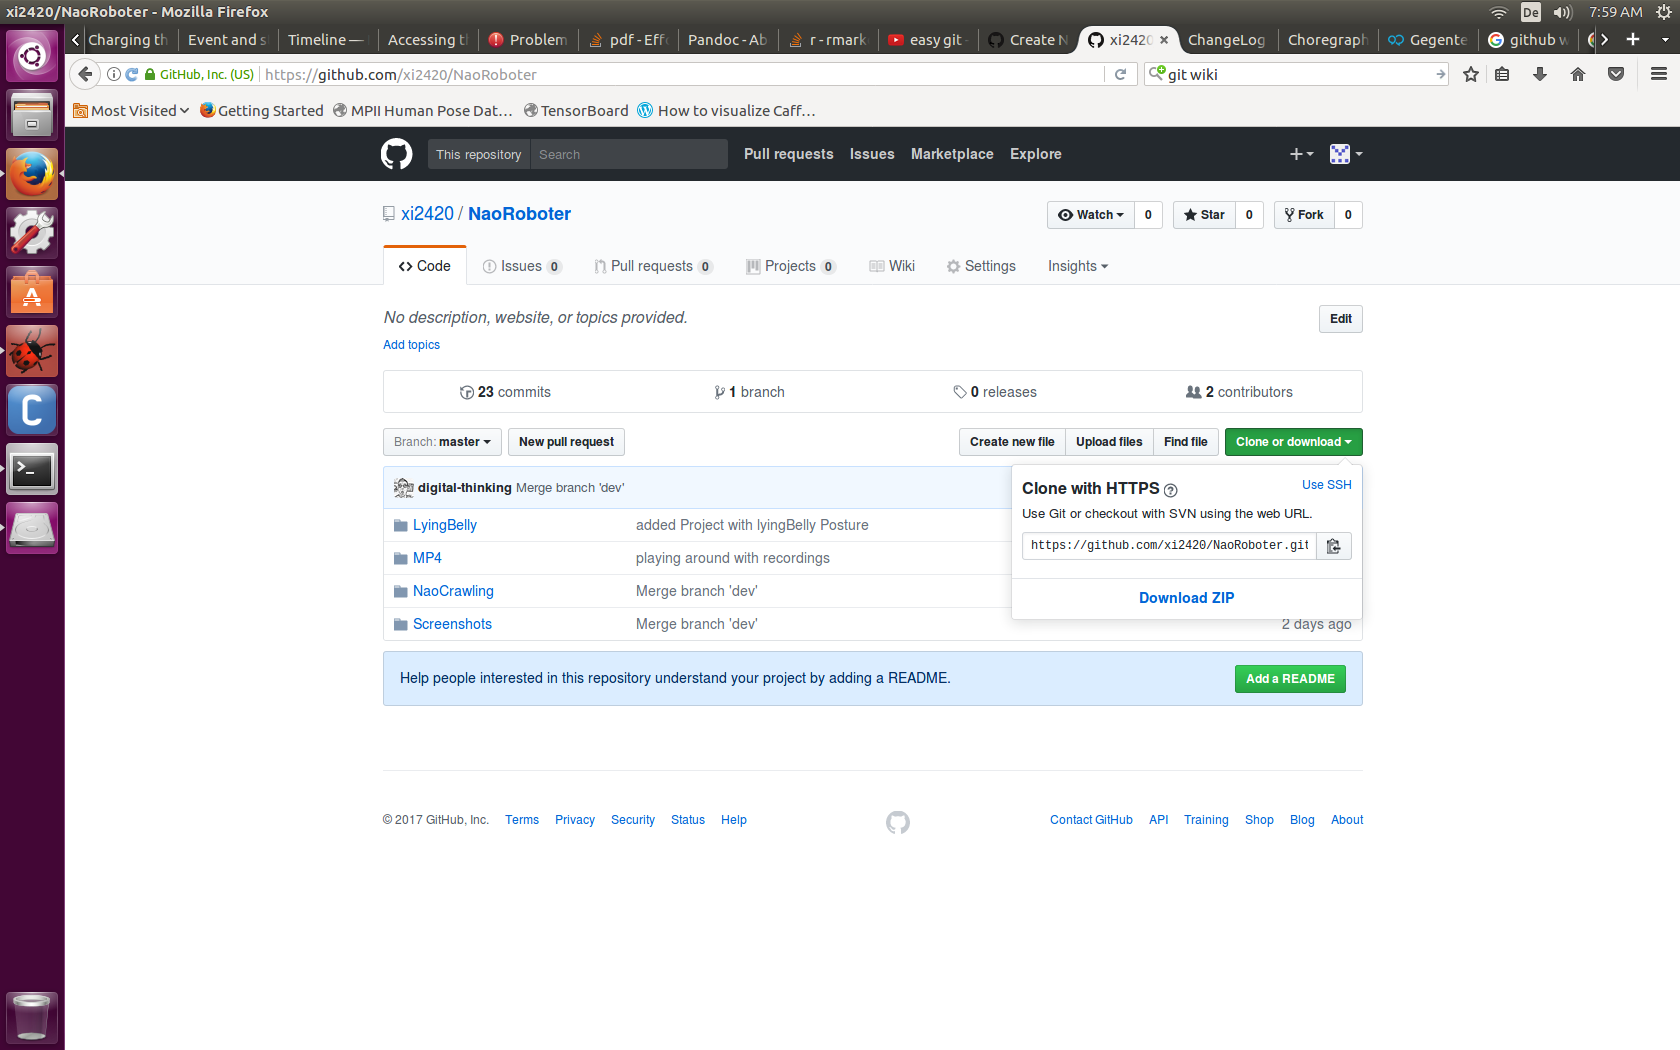 xi2420/NaoRoboter - Mozilla Firefox
De
7:59 AM
Charging th
Event and s
Timeline —
Accessing t
Problem
pdf - Effe
Pandoc - Ab
r - rmark
easy git -
Create N
xi2420
ChangeLog
Choregraph
Gegente
github w
GitHub, Inc. (US)
https://github.com/xi2420/NaoRoboter
git wiki
Most Visited
Getting Started
MPII Human Pose Dat...
TensorBoard
How to visualize Caff...
This repository
Search
Pull requests
Issues
Marketplace
Explore
xi2420 / NaoRoboter
Watch 0
Star 0
Fork 0
Code
Issues 0
Pull requests 0
Projects 0
Wiki
Settings
Insights
No description, website, or topics provided.
Edit
Add topics
23 commits
1 branch
0 releases
2 contributors
Branch: master
New pull request
Create new file
Upload files
Find file
Clone or download
digital-thinking Merge branch 'dev'
LyingBelly
added Project with lyingBelly Posture
MP4
playing around with recordings
NaoCrawling
Merge branch 'dev'
Screenshots
Merge branch 'dev'
2 days ago
Clone with HTTPS
Use SSH
Use Git or checkout with SVN using the web URL.
https://github.com/xi2420/NaoRoboter.git
Download ZIP
Help people interested in this repository understand your project by adding a README.
Add a README
© 2017 GitHub, Inc.
Terms
Privacy
Security
Status
Help
Contact GitHub
API
Training
Shop
Blog
About